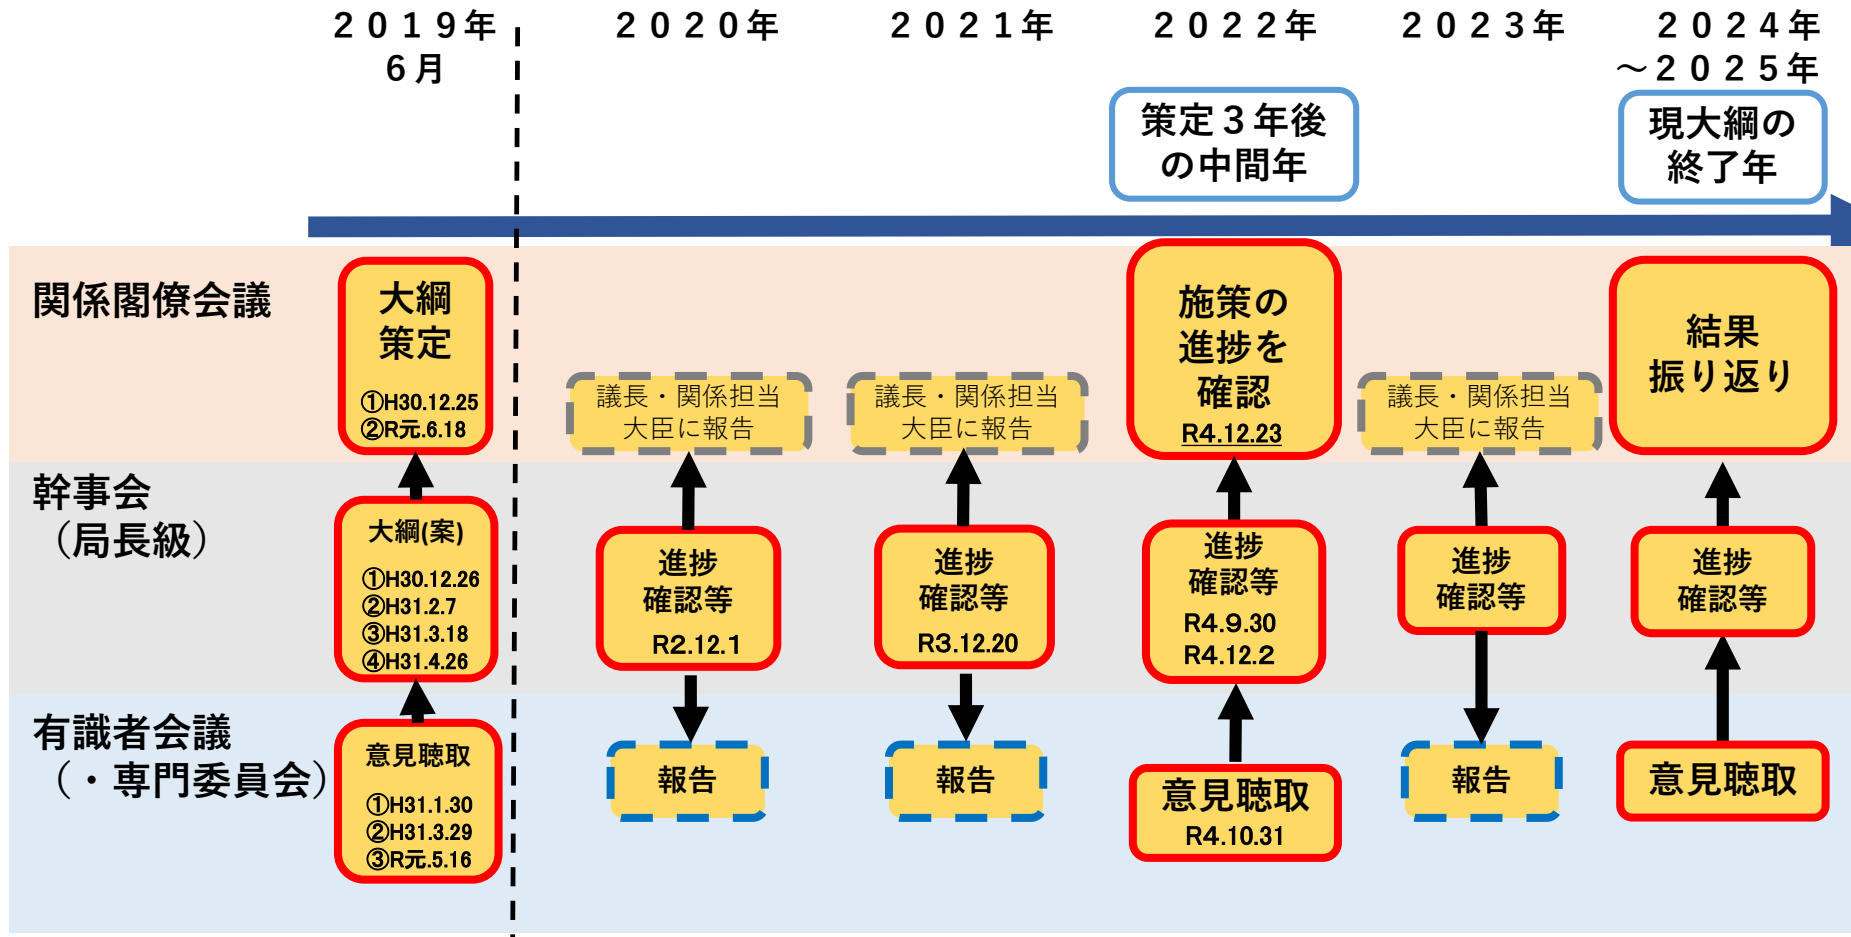 ２０１９年
６月
２０２０年
２０２１年
２０２２年
２０２３年
２０２４年
～２０２５年
策定３年後
の中間年
現大綱の
終了年
関係閣僚会議
大綱
策定
①H30.12.25
②R元.6.18
議長・関係担当
大臣に報告
議長・関係担当
大臣に報告
施策の
進捗を
確認
R4.12.23
議長・関係担当
大臣に報告
結果
振り返り
幹事会
（局長級）
大綱(案)
①H30.12.26
②H31.2.7
③H31.3.18
④H31.4.26
進捗
確認等
R2.12.1
進捗
確認等
R3.12.20
進捗
確認等
R4.９.30
R4.12.２
進捗
確認等
進捗
確認等
有識者会議
（・専門委員会）
意見聴取
①H31.1.30
②H31.3.29
③R元.5.16
報告
報告
意見聴取
R4.10.31
報告
意見聴取